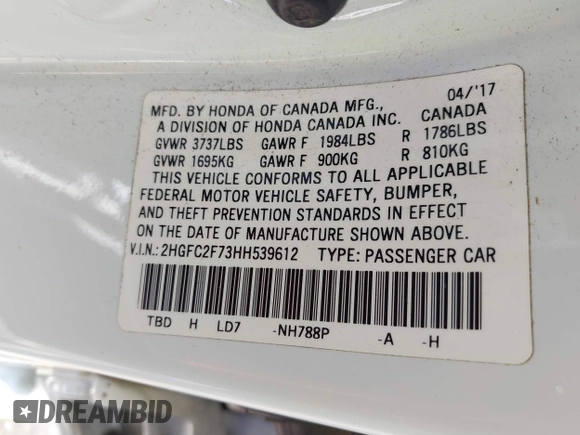 04/'17
MFD. BY HONDA OF CANADA MFG.,
A DIVISION OF HONDA CANADA INC. CANADA
GVWR 3737LBS GAWR F 1984LBS R 1786LBS
GVWR 1695KG GAWR F 900KG R 810KG
THIS VEHICLE CONFORMS TO ALL APPLICABLE
FEDERAL MOTOR VEHICLE SAFETY, BUMPER,
AND THEFT PREVENTION STANDARDS IN EFFECT
ON THE DATE OF MANUFACTURE SHOWN ABOVE.
V.I.N.: 2HGFC2F73HH539612 TYPE: PASSENGER CAR
TBD H LD7 -NH788P -A -H
DREAMBID